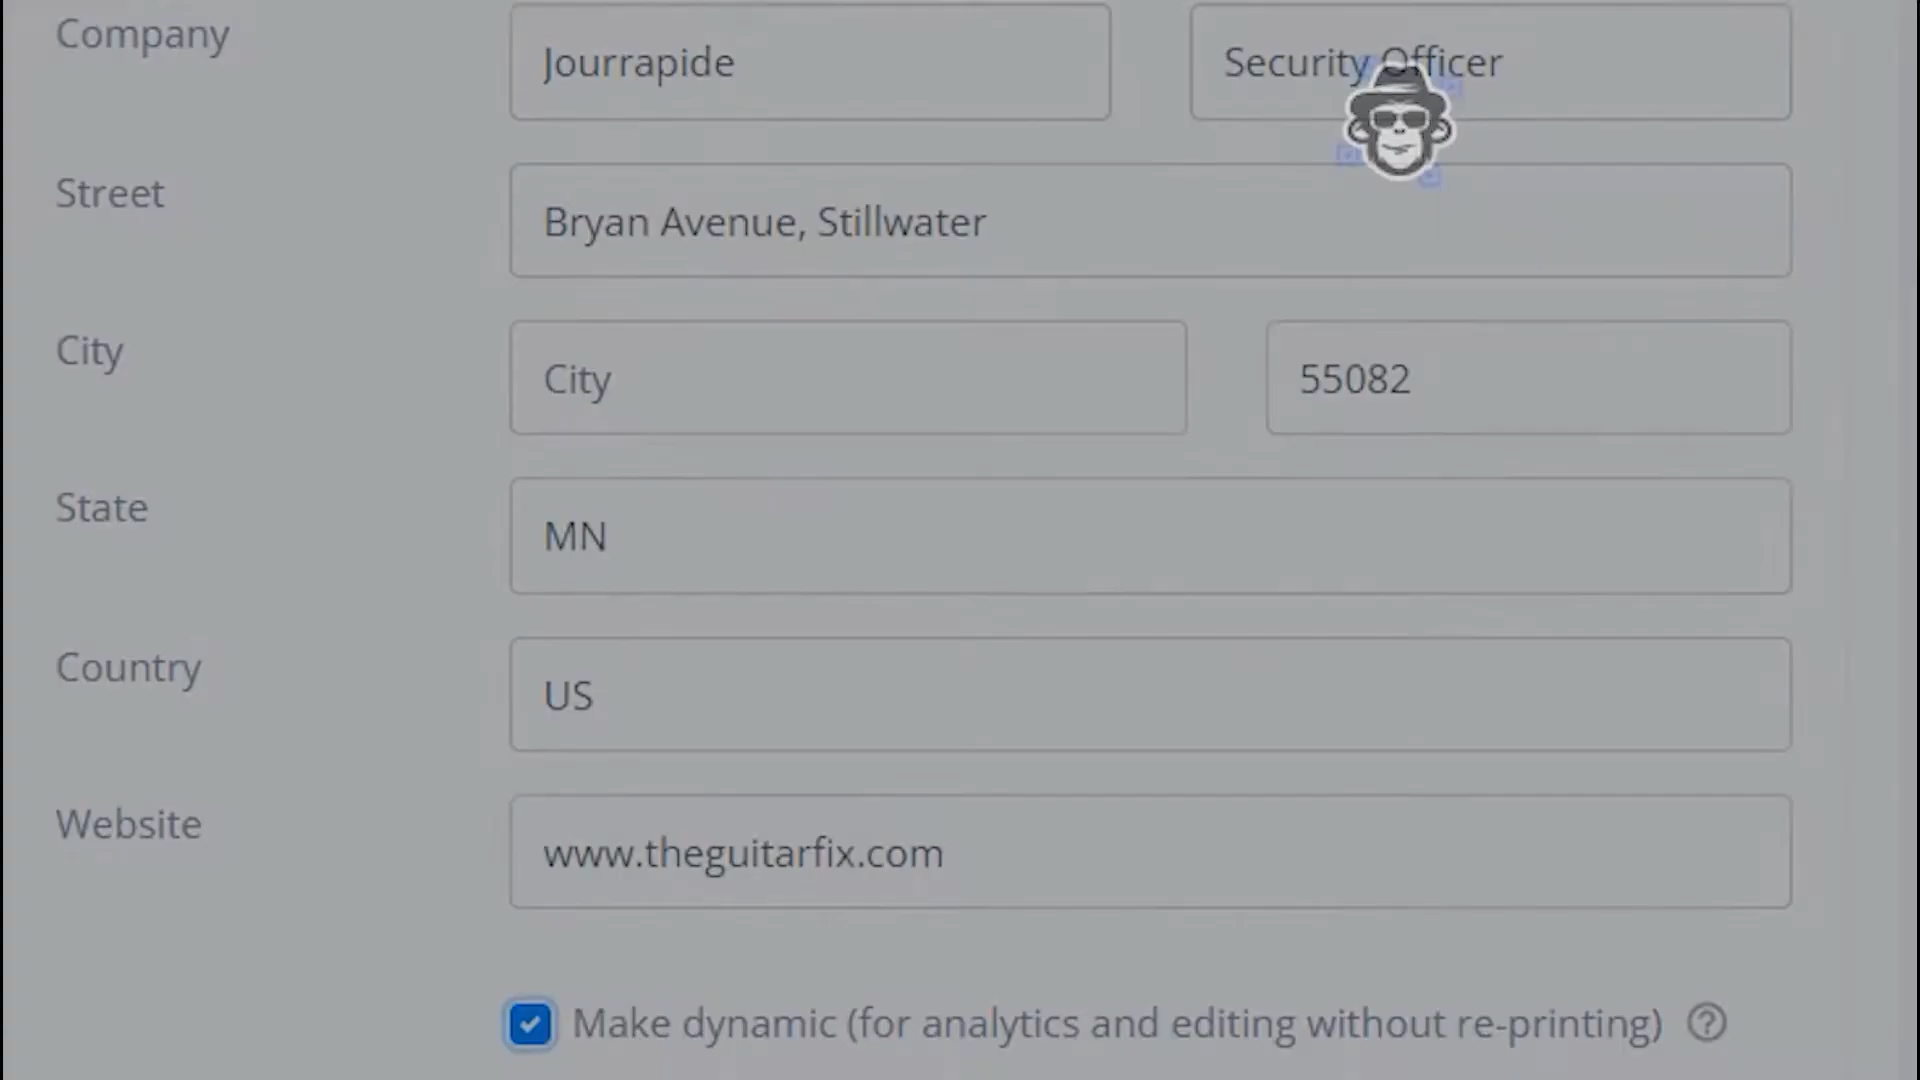 Company
Jourrapide
Security Officer
Street
Bryan Avenue, Stillwater
City
City
55082
State
MN
Country
US
Website
www.theguitarfix.com
Make dynamic (for analytics and editing without re-printing) ?